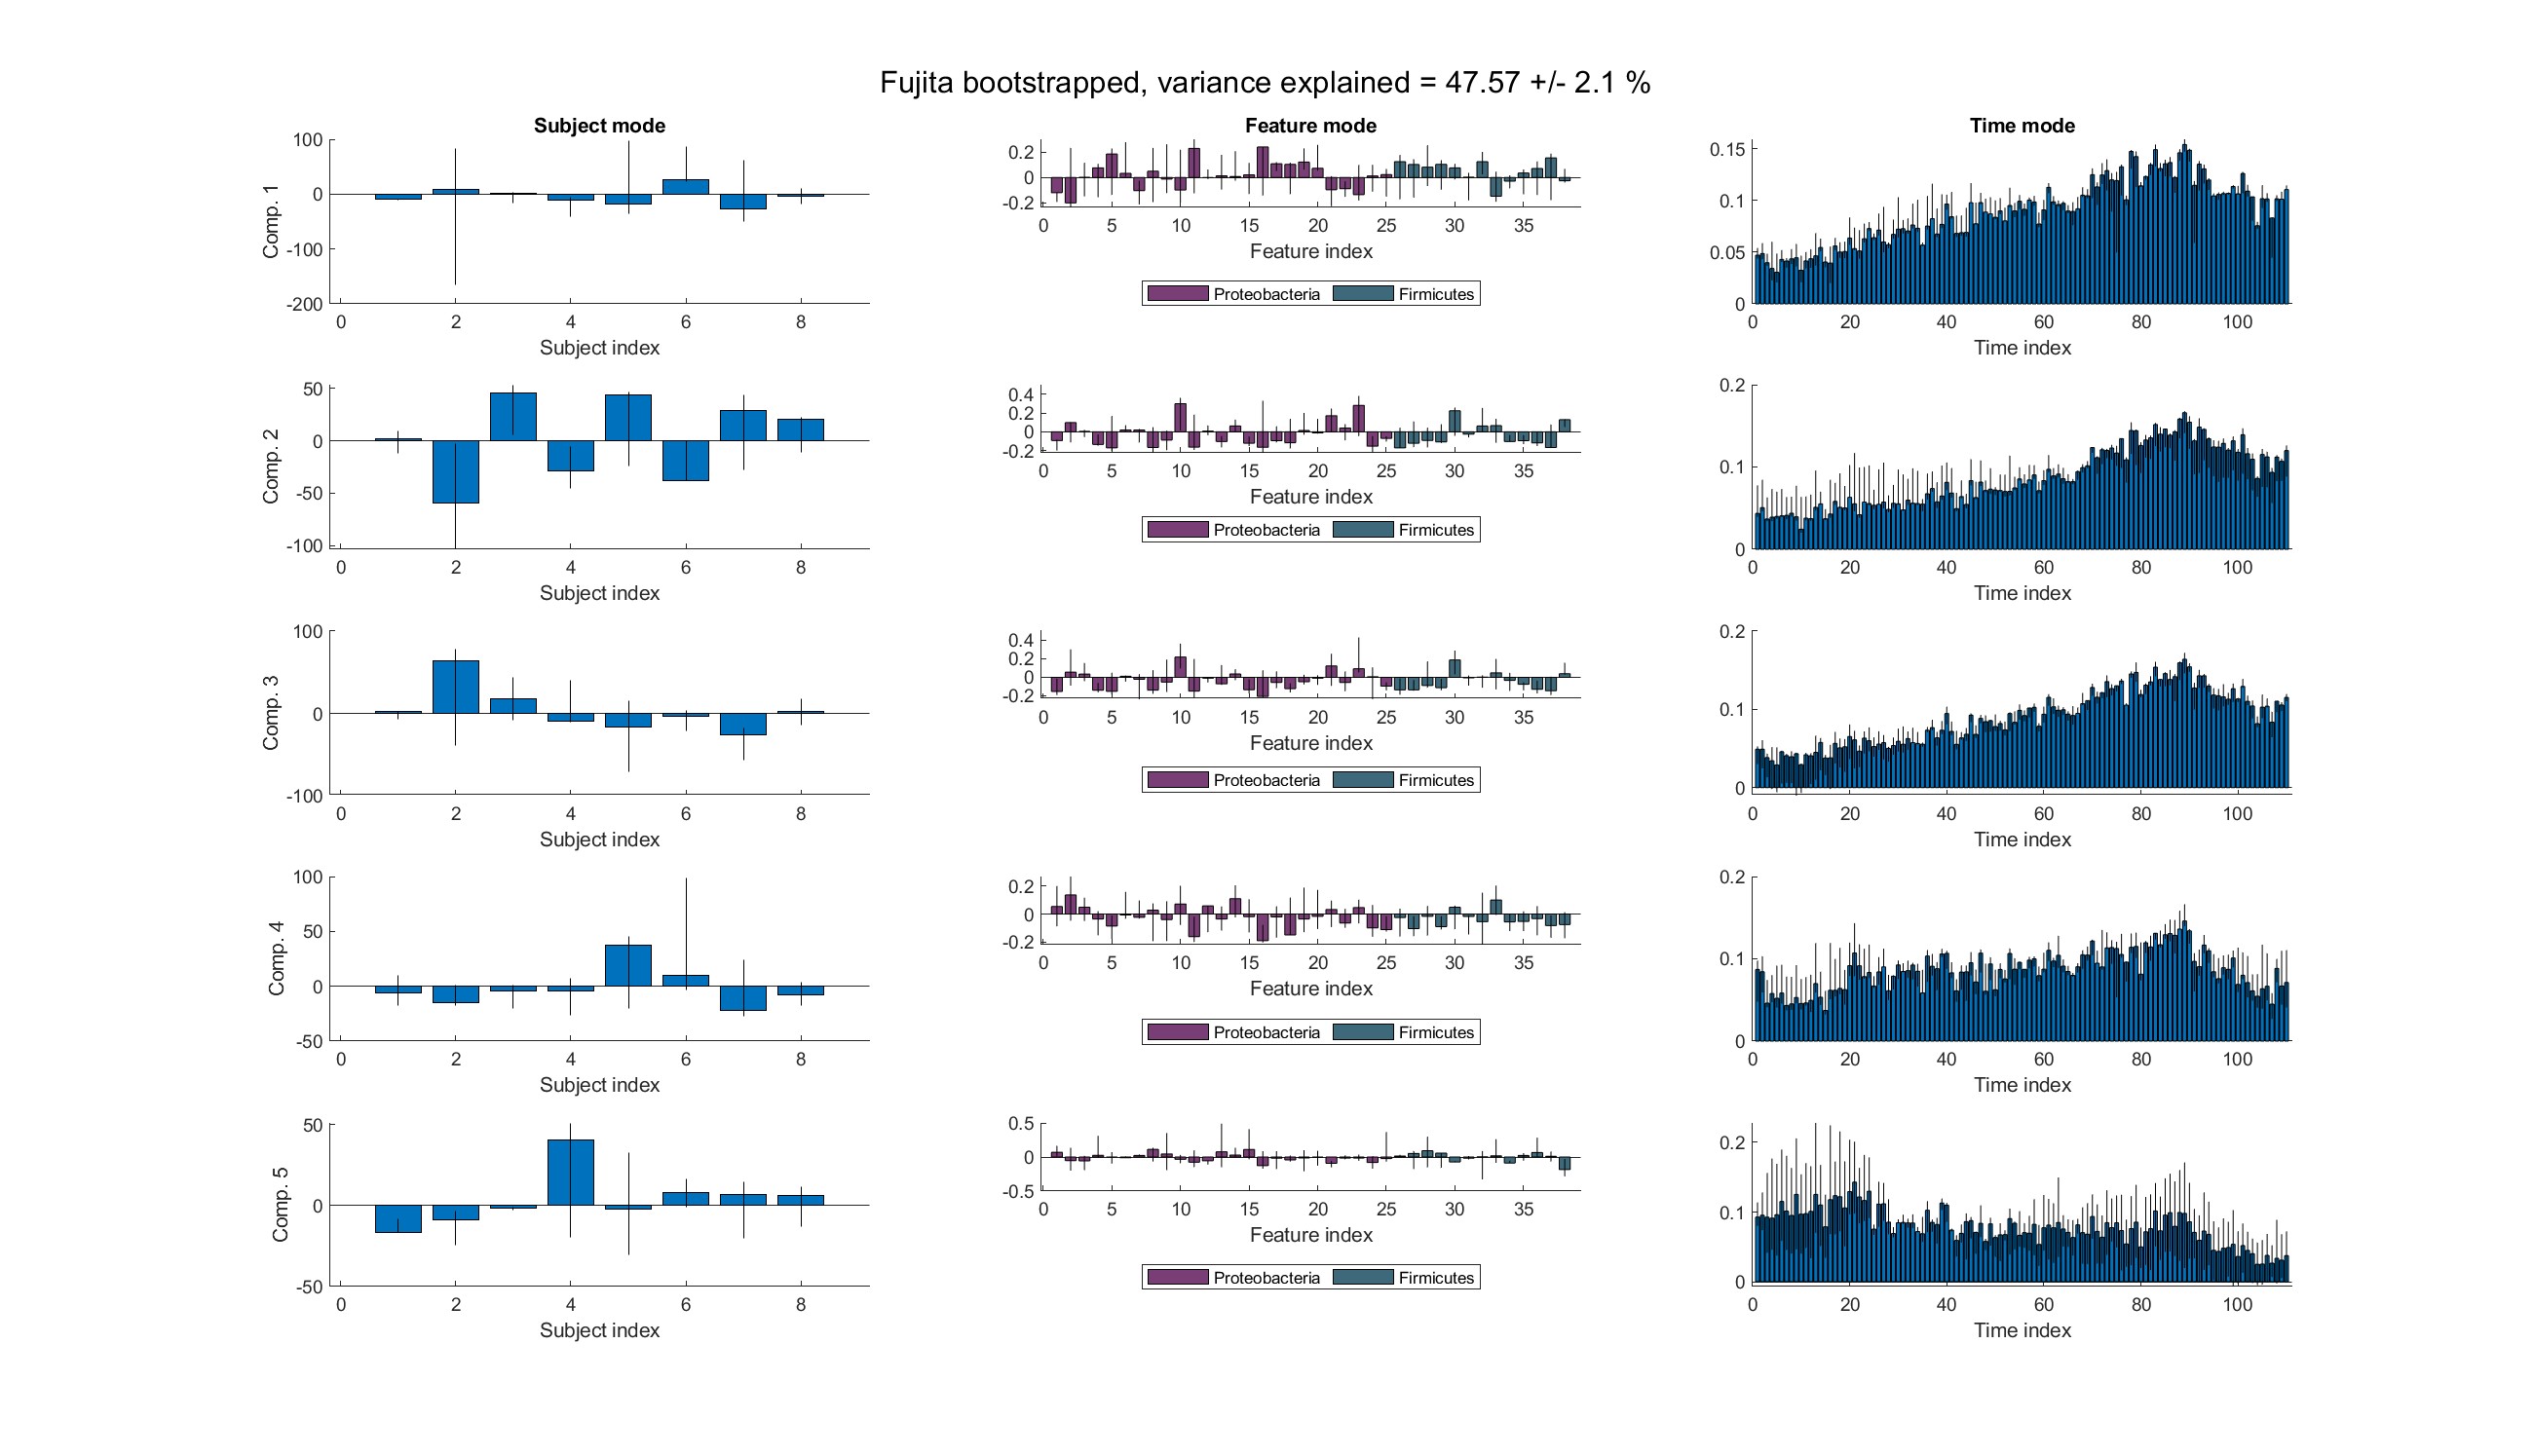 Fujita bootstrapped, variance explained = 47.57 +/- 2.1 %
Subject mode
Feature mode
Time mode
Comp. 1
100
0
-100
-200
0 2 4 6 8
Subject index
0.2
0
-0.2
0 5 10 15 20 25 30 35
Feature index
Proteobacteria Firmicutes
0.15
0.1
0.05
0
0 20 40 60 80 100
Time index
Comp. 2
50
0
-50
-100
0 2 4 6 8
Subject index
0.4
0.2
0
-0.2
0 5 10 15 20 25 30 35
Feature index
Proteobacteria Firmicutes
0.2
0.1
0
0 20 40 60 80 100
Time index
Comp. 3
100
0
-100
0 2 4 6 8
Subject index
0.4
0.2
0
-0.2
0 5 10 15 20 25 30 35
Feature index
Proteobacteria Firmicutes
0.2
0.1
0
0 20 40 60 80 100
Time index
Comp. 4
100
50
0
-50
0 2 4 6 8
Subject index
0.2
0
-0.2
0 5 10 15 20 25 30 35
Feature index
Proteobacteria Firmicutes
0.2
0.1
0
0 20 40 60 80 100
Time index
Comp. 5
50
0
-50
0 2 4 6 8
Subject index
0.5
0
-0.5
0 5 10 15 20 25 30 35
Feature index
Proteobacteria Firmicutes
0.2
0.1
0
0 20 40 60 80 100
Time index